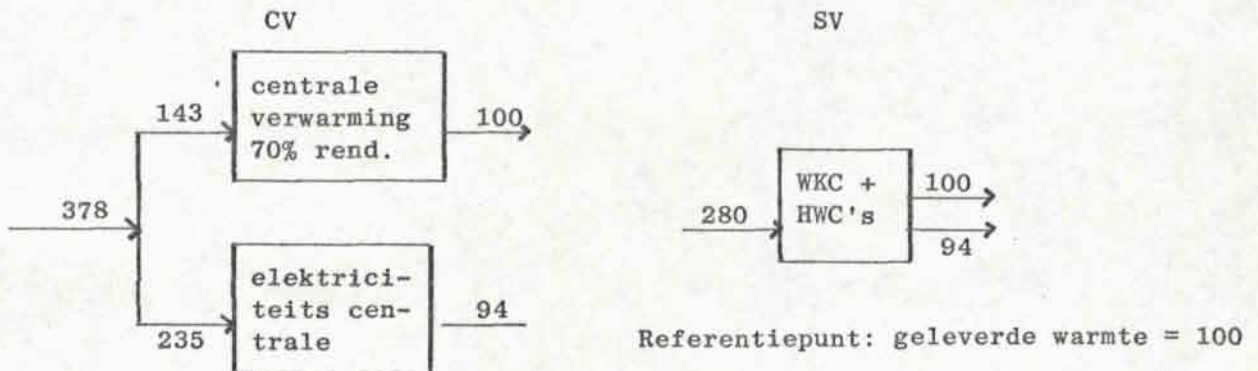 CV
SV
centrale
verwarming
70% rend.
143
100
378
235
elektrici-
teits cen-
trale
94
280
WKC +
HWC's
100
94
Referentiepunt: geleverde warmte = 100